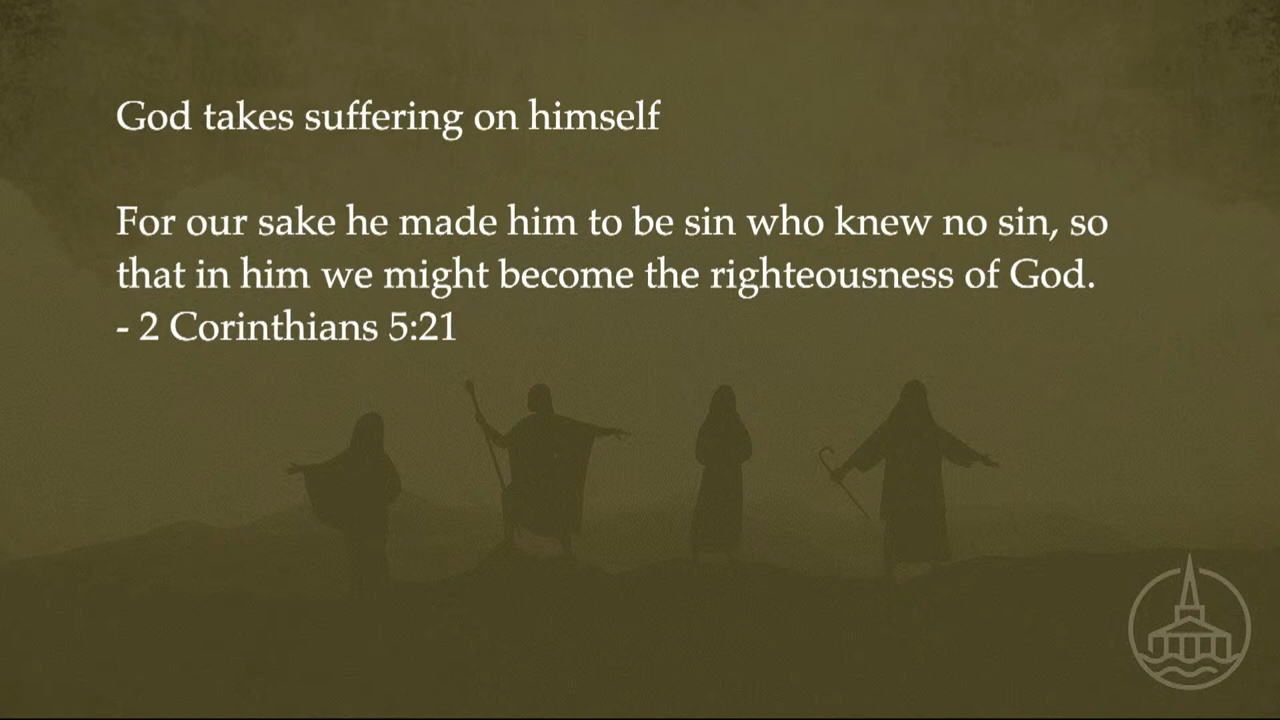 God takes suffering on himself
For our sake he made him to be sin who knew no sin, so
that in him we might become the righteousness of God.
- 2 Corinthians 5:21